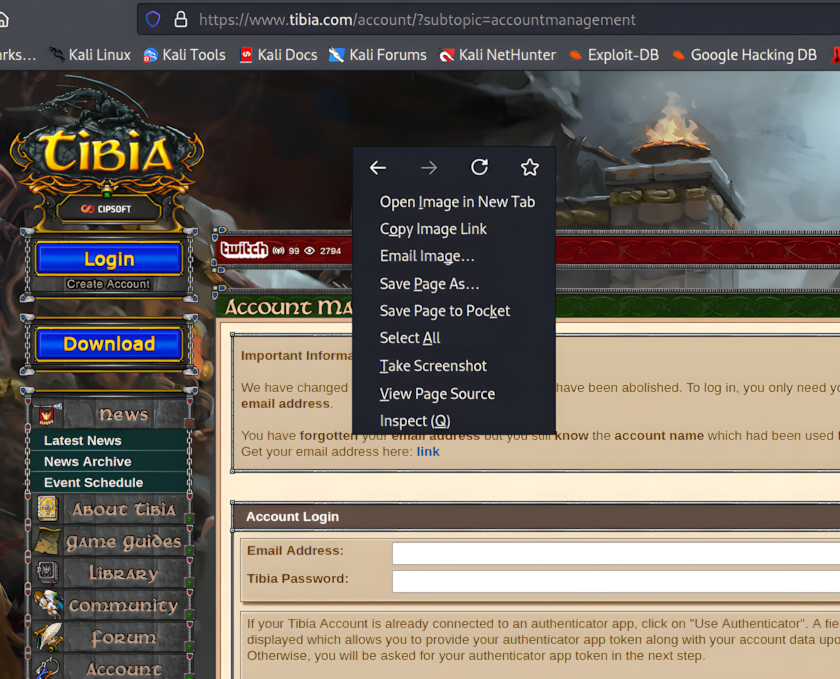 https://www.tibia.com/account/?subtopic=accountmanagement
rks… Kali Linux Kali Tools Kali Docs Kali Forums Kali NetHunter Exploit-DB Google Hacking DB
TIBIA
CIPSOFT
Login
Create Account
Download
News
Latest News
News Archive
Event Schedule
About Tibia
Game Guides
Library
Community
Forum
Account
twitch 99 2794
Open Image in New Tab
Copy Image Link
Email Image…
Save Page As…
Save Page to Pocket
Select All
Take Screenshot
View Page Source
Inspect (Q)
Account Ma
Important Informa
We have changed have been abolished. To log in, you only need yo
email address.
You have forgotten your email address but you still know the account name which had been used f
Get your email address here: link
Account Login
Email Address:
Tibia Password:
If your Tibia Account is already connected to an authenticator app, click on "Use Authenticator". A fie
displayed which allows you to provide your authenticator app token along with your account data upo
Otherwise, you will be asked for your authenticator app token in the next step.